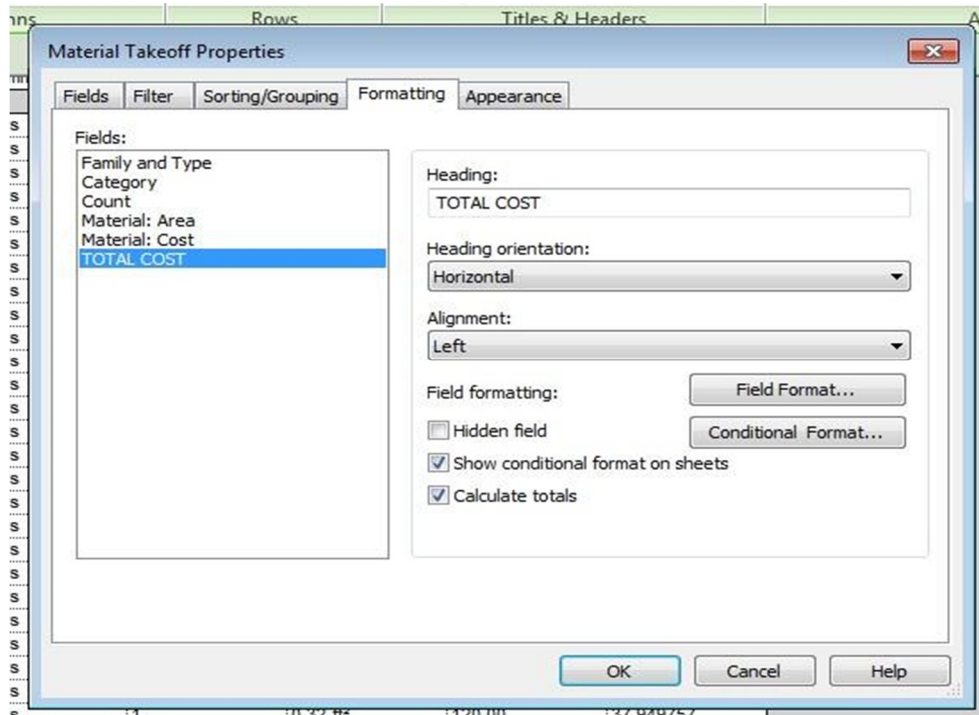 Rows
Titles & Headers
Material Takeoff Properties
Fields
Filter
Sorting/Grouping
Formatting
Appearance
Fields:
Family and Type
Category
Count
Material: Area
Material: Cost
TOTAL COST
Heading:
TOTAL COST
Heading orientation:
Horizontal
Alignment:
Left
Field formatting:
Field Format...
Hidden field
Conditional Format...
Show conditional format on sheets
Calculate totals
OK
Cancel
Help